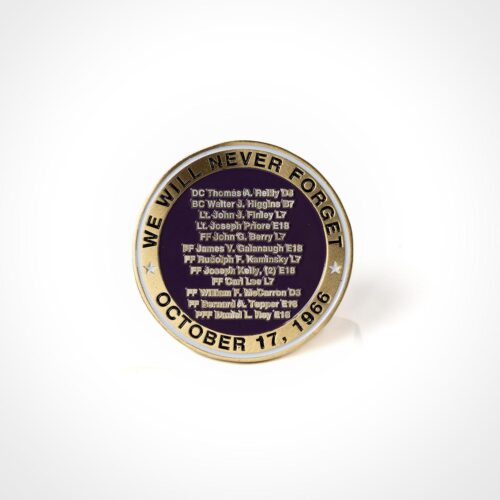 WE WILL NEVER FORGET
DC Thomas A. Reilly D3
BC Walter J. Higgins B7
Lt. John J. Finley L7
Lt. Joseph Priore E18
FF John G. Berry L7
FF James V. Galanaugh E18
FF Rudolph F. Kaminsky L7
FF Joseph Kelly, (2) E18
FF Carl Lee L7
FF William F. McCarron D3
FF Bernard A. Tepper E18
PFF Daniel L. Rey E18
OCTOBER 17, 1966